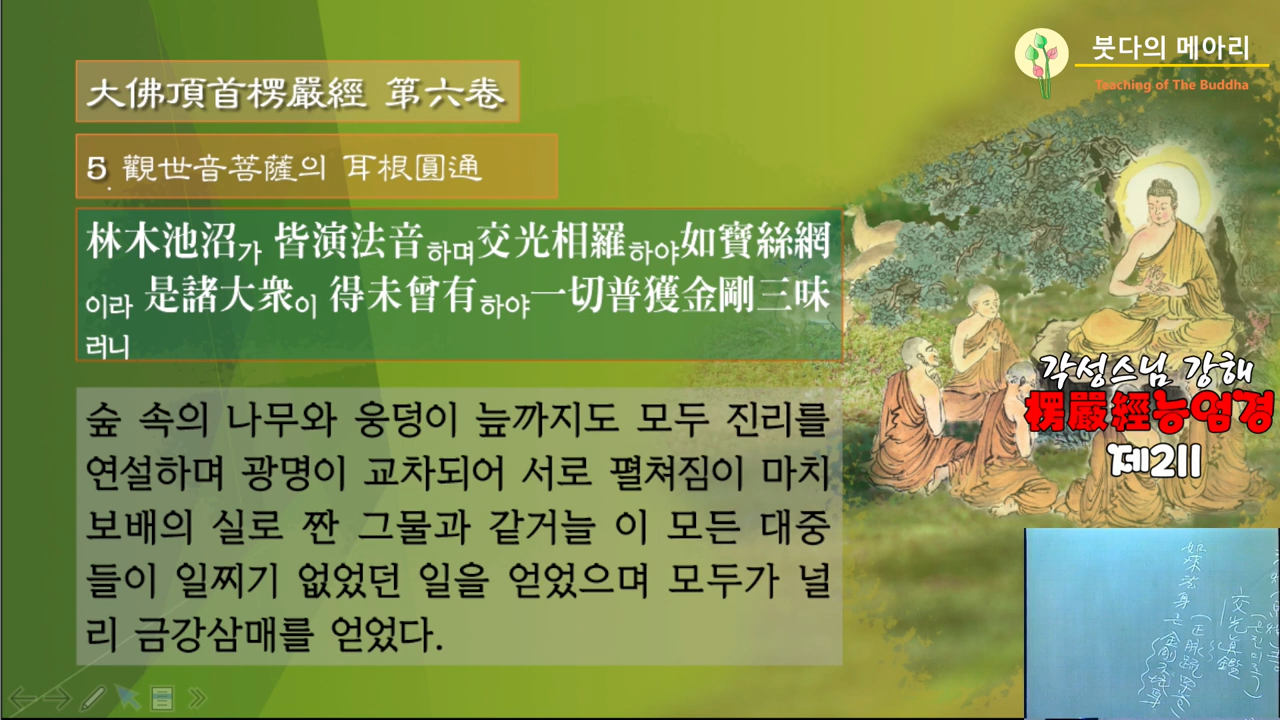 大佛頂首楞嚴經 第六卷
5. 觀世音菩薩의 耳根圓通
林木池沼가 皆演法音하며交光相羅하야如寶絲網
이라 是諸大衆이 得未曾有하야一切普獲金剛三昧
러니
숲 속의 나무와 웅덩이 늪까지도 모두 진리를
연설하며 광명이 교차되어 서로 펼쳐짐이 마치
보배의 실로 짠 그물과 같거늘 이 모든 대중
들이 일찌기 없었던 일을 얻었으며 모두가 널
리 금강삼매를 얻었다.
붓다의 메아리
Teaching of The Buddha
각성스님 강해
楞嚴經능엄경
제211
交光眞鑑